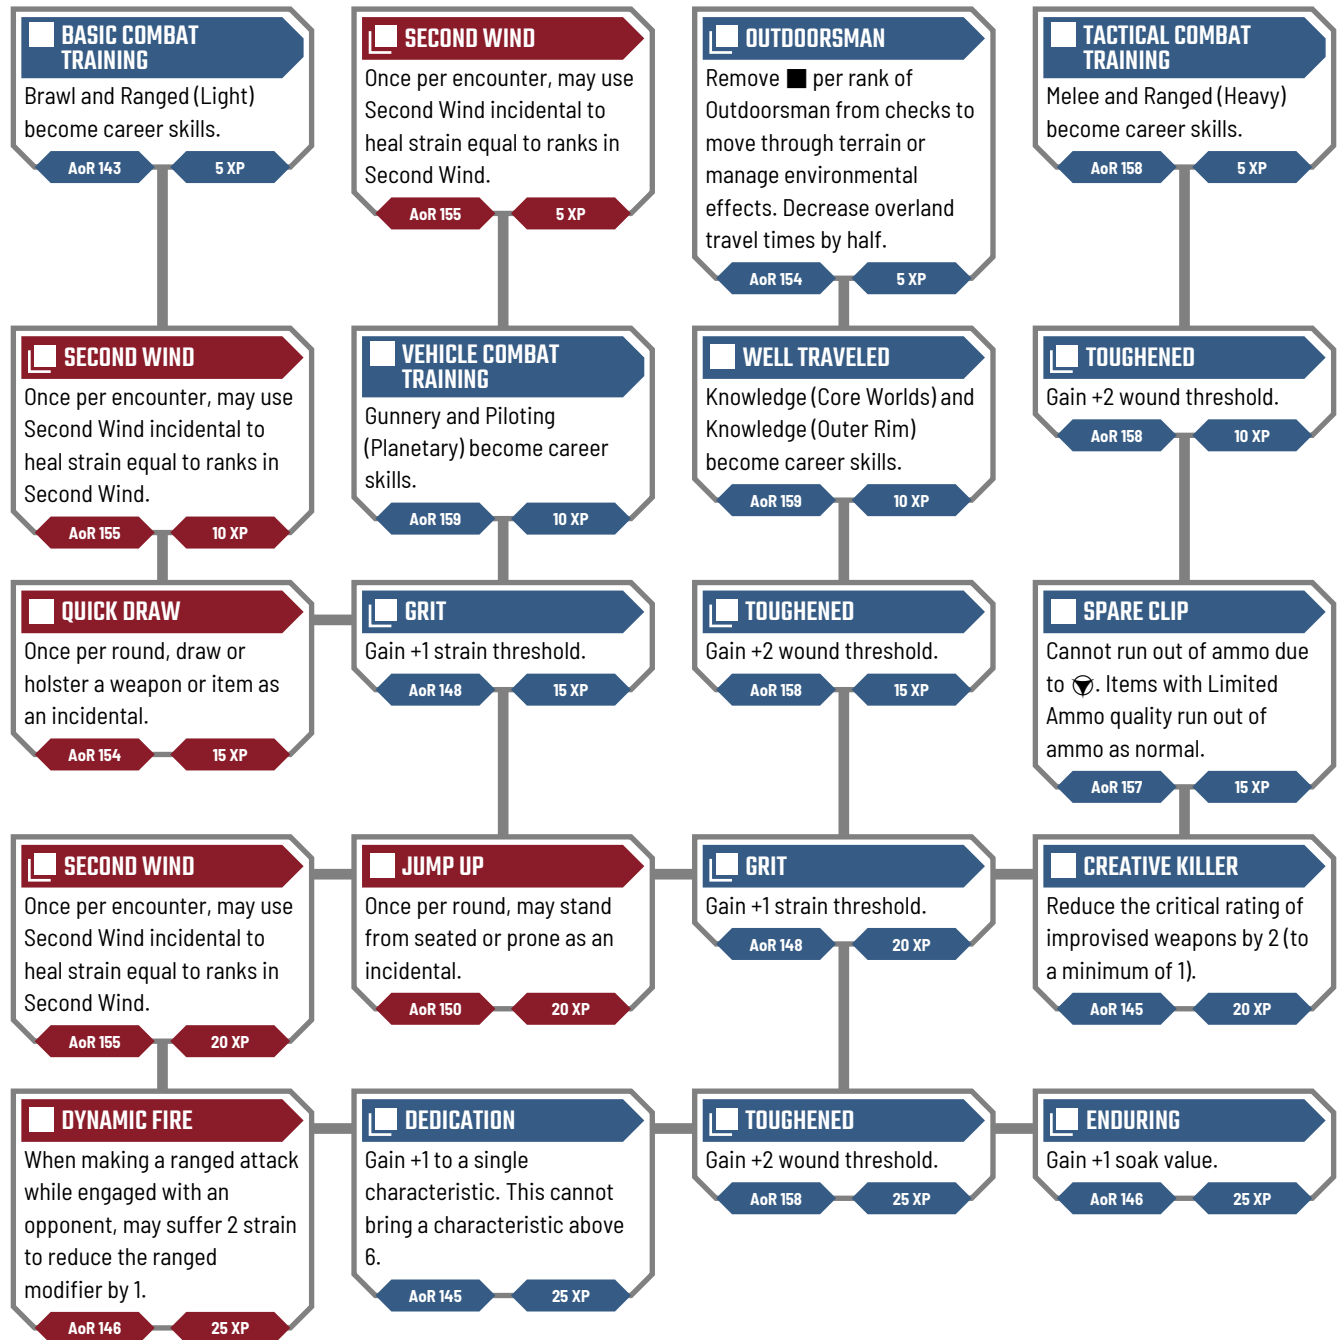 BASIC COMBAT
TRAINING
Brawl and Ranged (Light)
become career skills.
AoR 143
5 XP
SECOND WIND
Once per encounter, may use
Second Wind incidental to
heal strain equal to ranks in
Second Wind.
AoR 155
5 XP
OUTDOORSMAN
Remove ■ per rank of
Outdoorsman from checks to
move through terrain or
manage environmental
effects. Decrease overland
travel times by half.
AoR 154
5 XP
TACTICAL COMBAT
TRAINING
Melee and Ranged (Heavy)
become career skills.
AoR 158
5 XP
SECOND WIND
Once per encounter, may use
Second Wind incidental to
heal strain equal to ranks in
Second Wind.
AoR 155
10 XP
VEHICLE COMBAT
TRAINING
Gunnery and Piloting
(Planetary) become career
skills.
AoR 159
10 XP
WELL TRAVELED
Knowledge (Core Worlds) and
Knowledge (Outer Rim)
become career skills.
AoR 159
10 XP
TOUGHENED
Gain +2 wound threshold.
AoR 158
10 XP
QUICK DRAW
Once per round, draw or
holster a weapon or item as
an incidental.
AoR 154
15 XP
GRIT
Gain +1 strain threshold.
AoR 148
15 XP
TOUGHENED
Gain +2 wound threshold.
AoR 158
15 XP
SPARE CLIP
Cannot run out of ammo due
to . Items with Limited
Ammo quality run out of
ammo as normal.
AoR 157
15 XP
SECOND WIND
Once per encounter, may use
Second Wind incidental to
heal strain equal to ranks in
Second Wind.
AoR 155
20 XP
JUMP UP
Once per round, may stand
from seated or prone as an
incidental.
AoR 150
20 XP
GRIT
Gain +1 strain threshold.
AoR 148
20 XP
CREATIVE KILLER
Reduce the critical rating of
improvised weapons by 2 (to
a minimum of 1).
AoR 145
20 XP
DYNAMIC FIRE
When making a ranged attack
while engaged with an
opponent, may suffer 2 strain
to reduce the ranged
modifier by 1.
AoR 146
25 XP
DEDICATION
Gain +1 to a single
characteristic. This cannot
bring a characteristic above
6.
AoR 145
25 XP
TOUGHENED
Gain +2 wound threshold.
AoR 158
25 XP
ENDURING
Gain +1 soak value.
AoR 146
25 XP